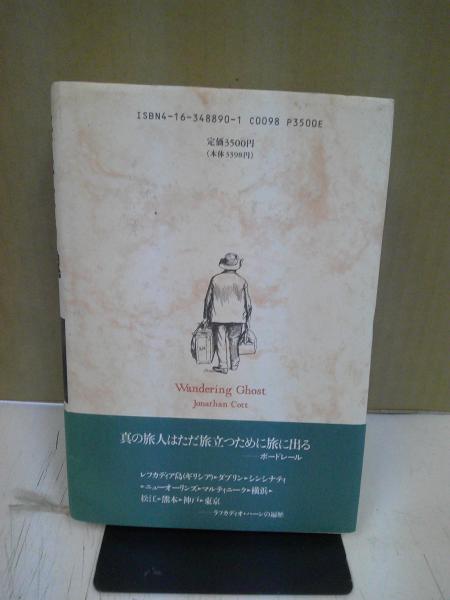 ISBN4-16-348890-1 C0098 P3500E
定価3500円
(本体3398円)
Wandering Ghost
Jonathan Cott
真の旅人はただ旅立つために旅に出る
──ボードレール
レフカディア島(ギリシア)▸ダブリン▸シンシナティ
▸ニューオーリンズ▸マルティニーク▸横浜▸
松江▸熊本▸神戸▸東京
──ラフカディオ・ハーンの遍歴